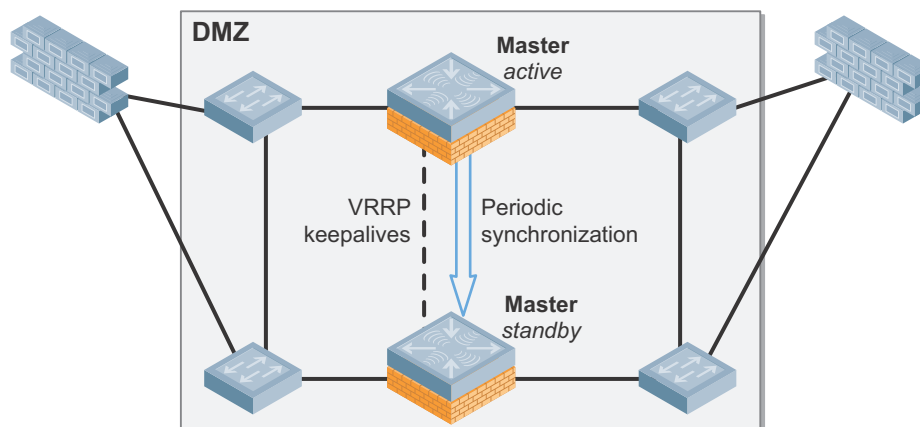 DMZ
Master
active
VRRP
keepalives
Periodic
synchronization
Master
standby